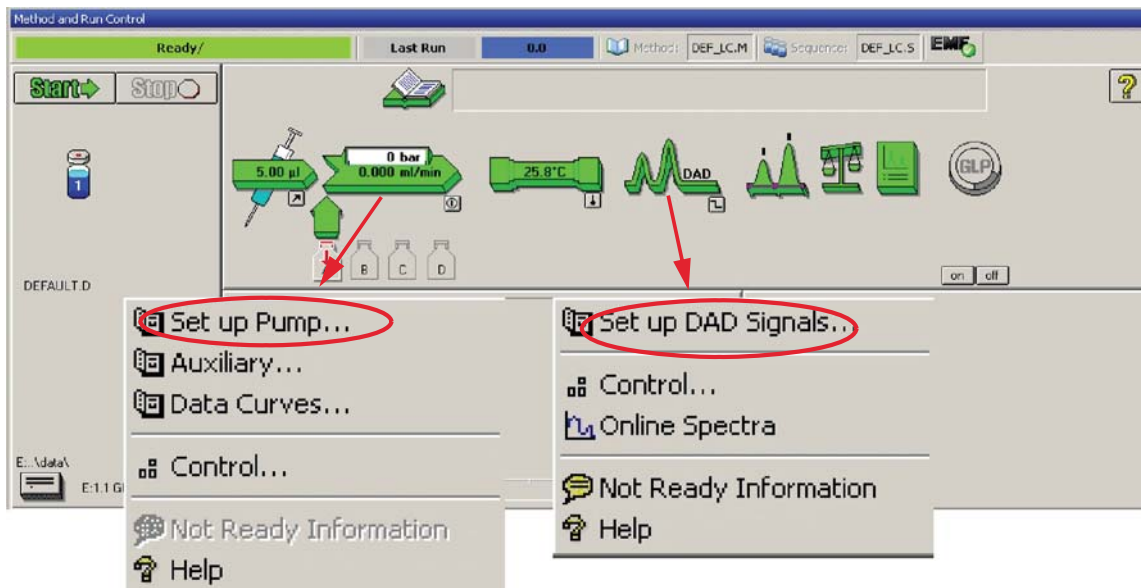 Method and Run Control
Ready/
Last Run
0.0
Method:
DEF_LC.M
Sequence:
DEF_LC.S
EMF
Start
Stop
?
1
5.00 µl
0 bar
0.000 ml/min
25.8°C
DAD
GLP
A
B
C
D
on
off
DEFAULT.D
Set up Pump...
Auxiliary...
Data Curves...
Control...
Not Ready Information
Help
Set up DAD Signals...
Control...
Online Spectra
Not Ready Information
Help
E:..\data\
E:1.1